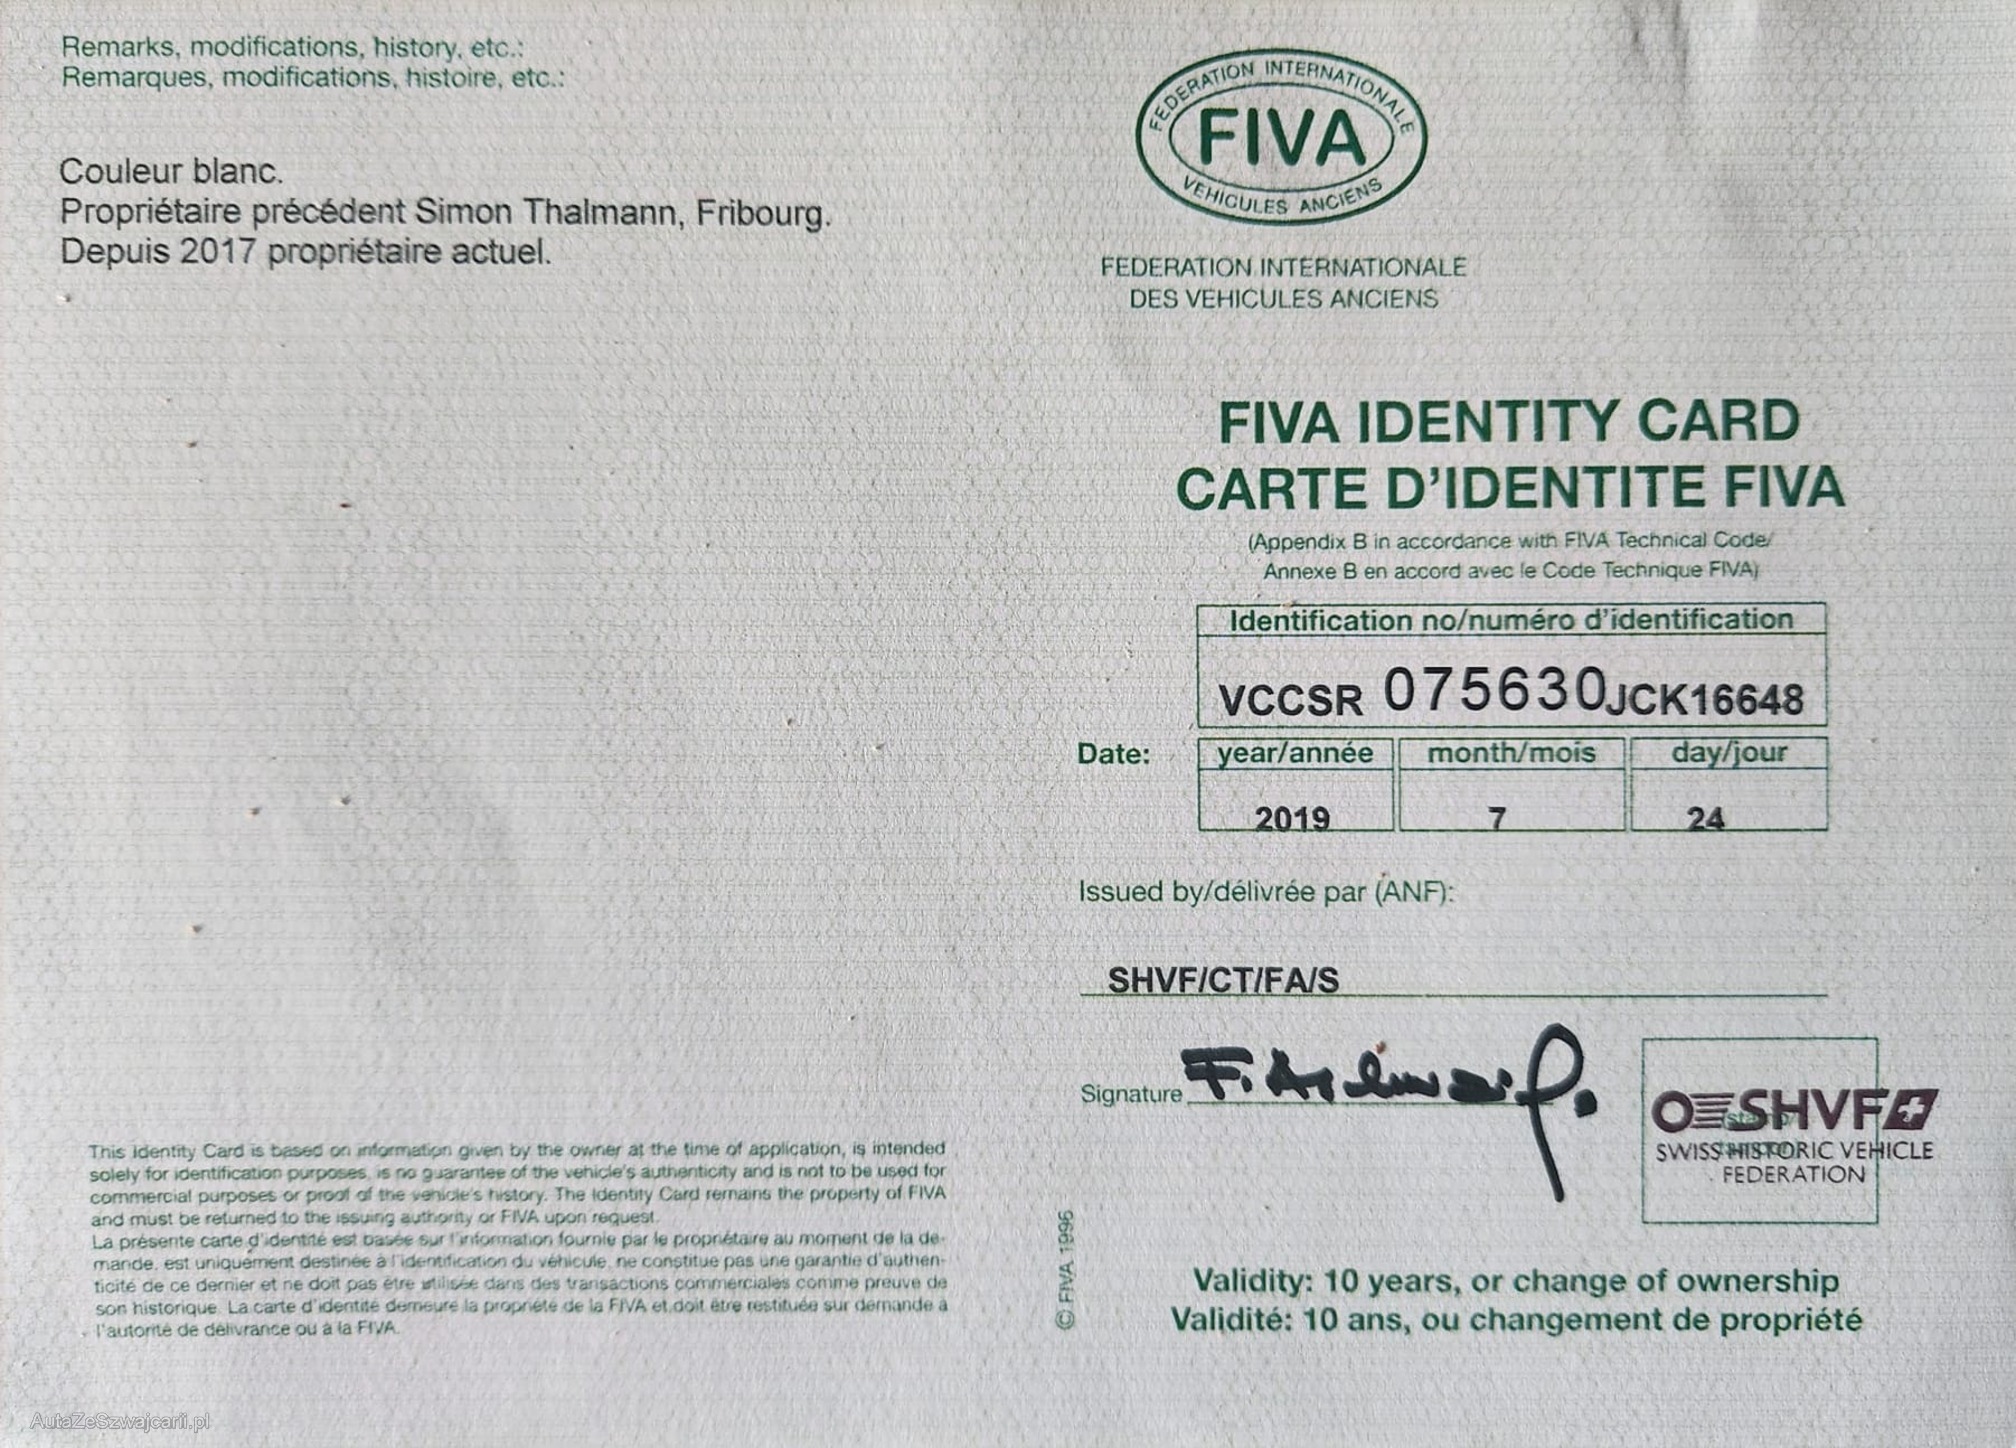 Remarks, modifications, history, etc.:
Remarques, modifications, histoire, etc.:
Couleur blanc.
Propriétaire précédent Simon Thalmann, Fribourg.
Depuis 2017 propriétaire actuel.
This Identity Card is based on information given by the owner at the time of application, is intended
solely for identification purposes, is no guarantee of the vehicle's authenticity and is not to be used for
commercial purposes or proof of the vehicle's history. The Identity Card remains the property of FIVA
and must be returned to the issuing authority or FIVA upon request.
La présente carte d'identité est basée sur l'information fournie par le propriétaire au moment de la de-
mande, est uniquement destinée à l'identification du véhicule, ne constitue pas une garantie d'authen-
ticité de ce dernier et ne doit pas être utilisée dans des transactions commerciales comme preuve de
son historique. La carte d'identité demeure la propriété de la FIVA et doit être restituée sur demande à
l'autorité de délivrance ou à la FIVA.
FEDERATION INTERNATIONALE
FIVA
VEHICULES ANCIENS
FEDERATION INTERNATIONALE
DES VEHICULES ANCIENS
FIVA IDENTITY CARD
CARTE D'IDENTITE FIVA
(Appendix B in accordance with FIVA Technical Code/
Annexe B en accord avec le Code Technique FIVA)
Identification no/numéro d'identification
VCCSR 075630JCK16648
Date: year/année month/mois day/jour
2019 7 24
Issued by/délivrée par (ANF):
SHVF/CT/FA/S
Signature
SHVF
SWISS HISTORIC VEHICLE
FEDERATION
© FIVA 1996
Validity: 10 years, or change of ownership
Validité: 10 ans, ou changement de propriété
AutaZeSzwajcarii.pl